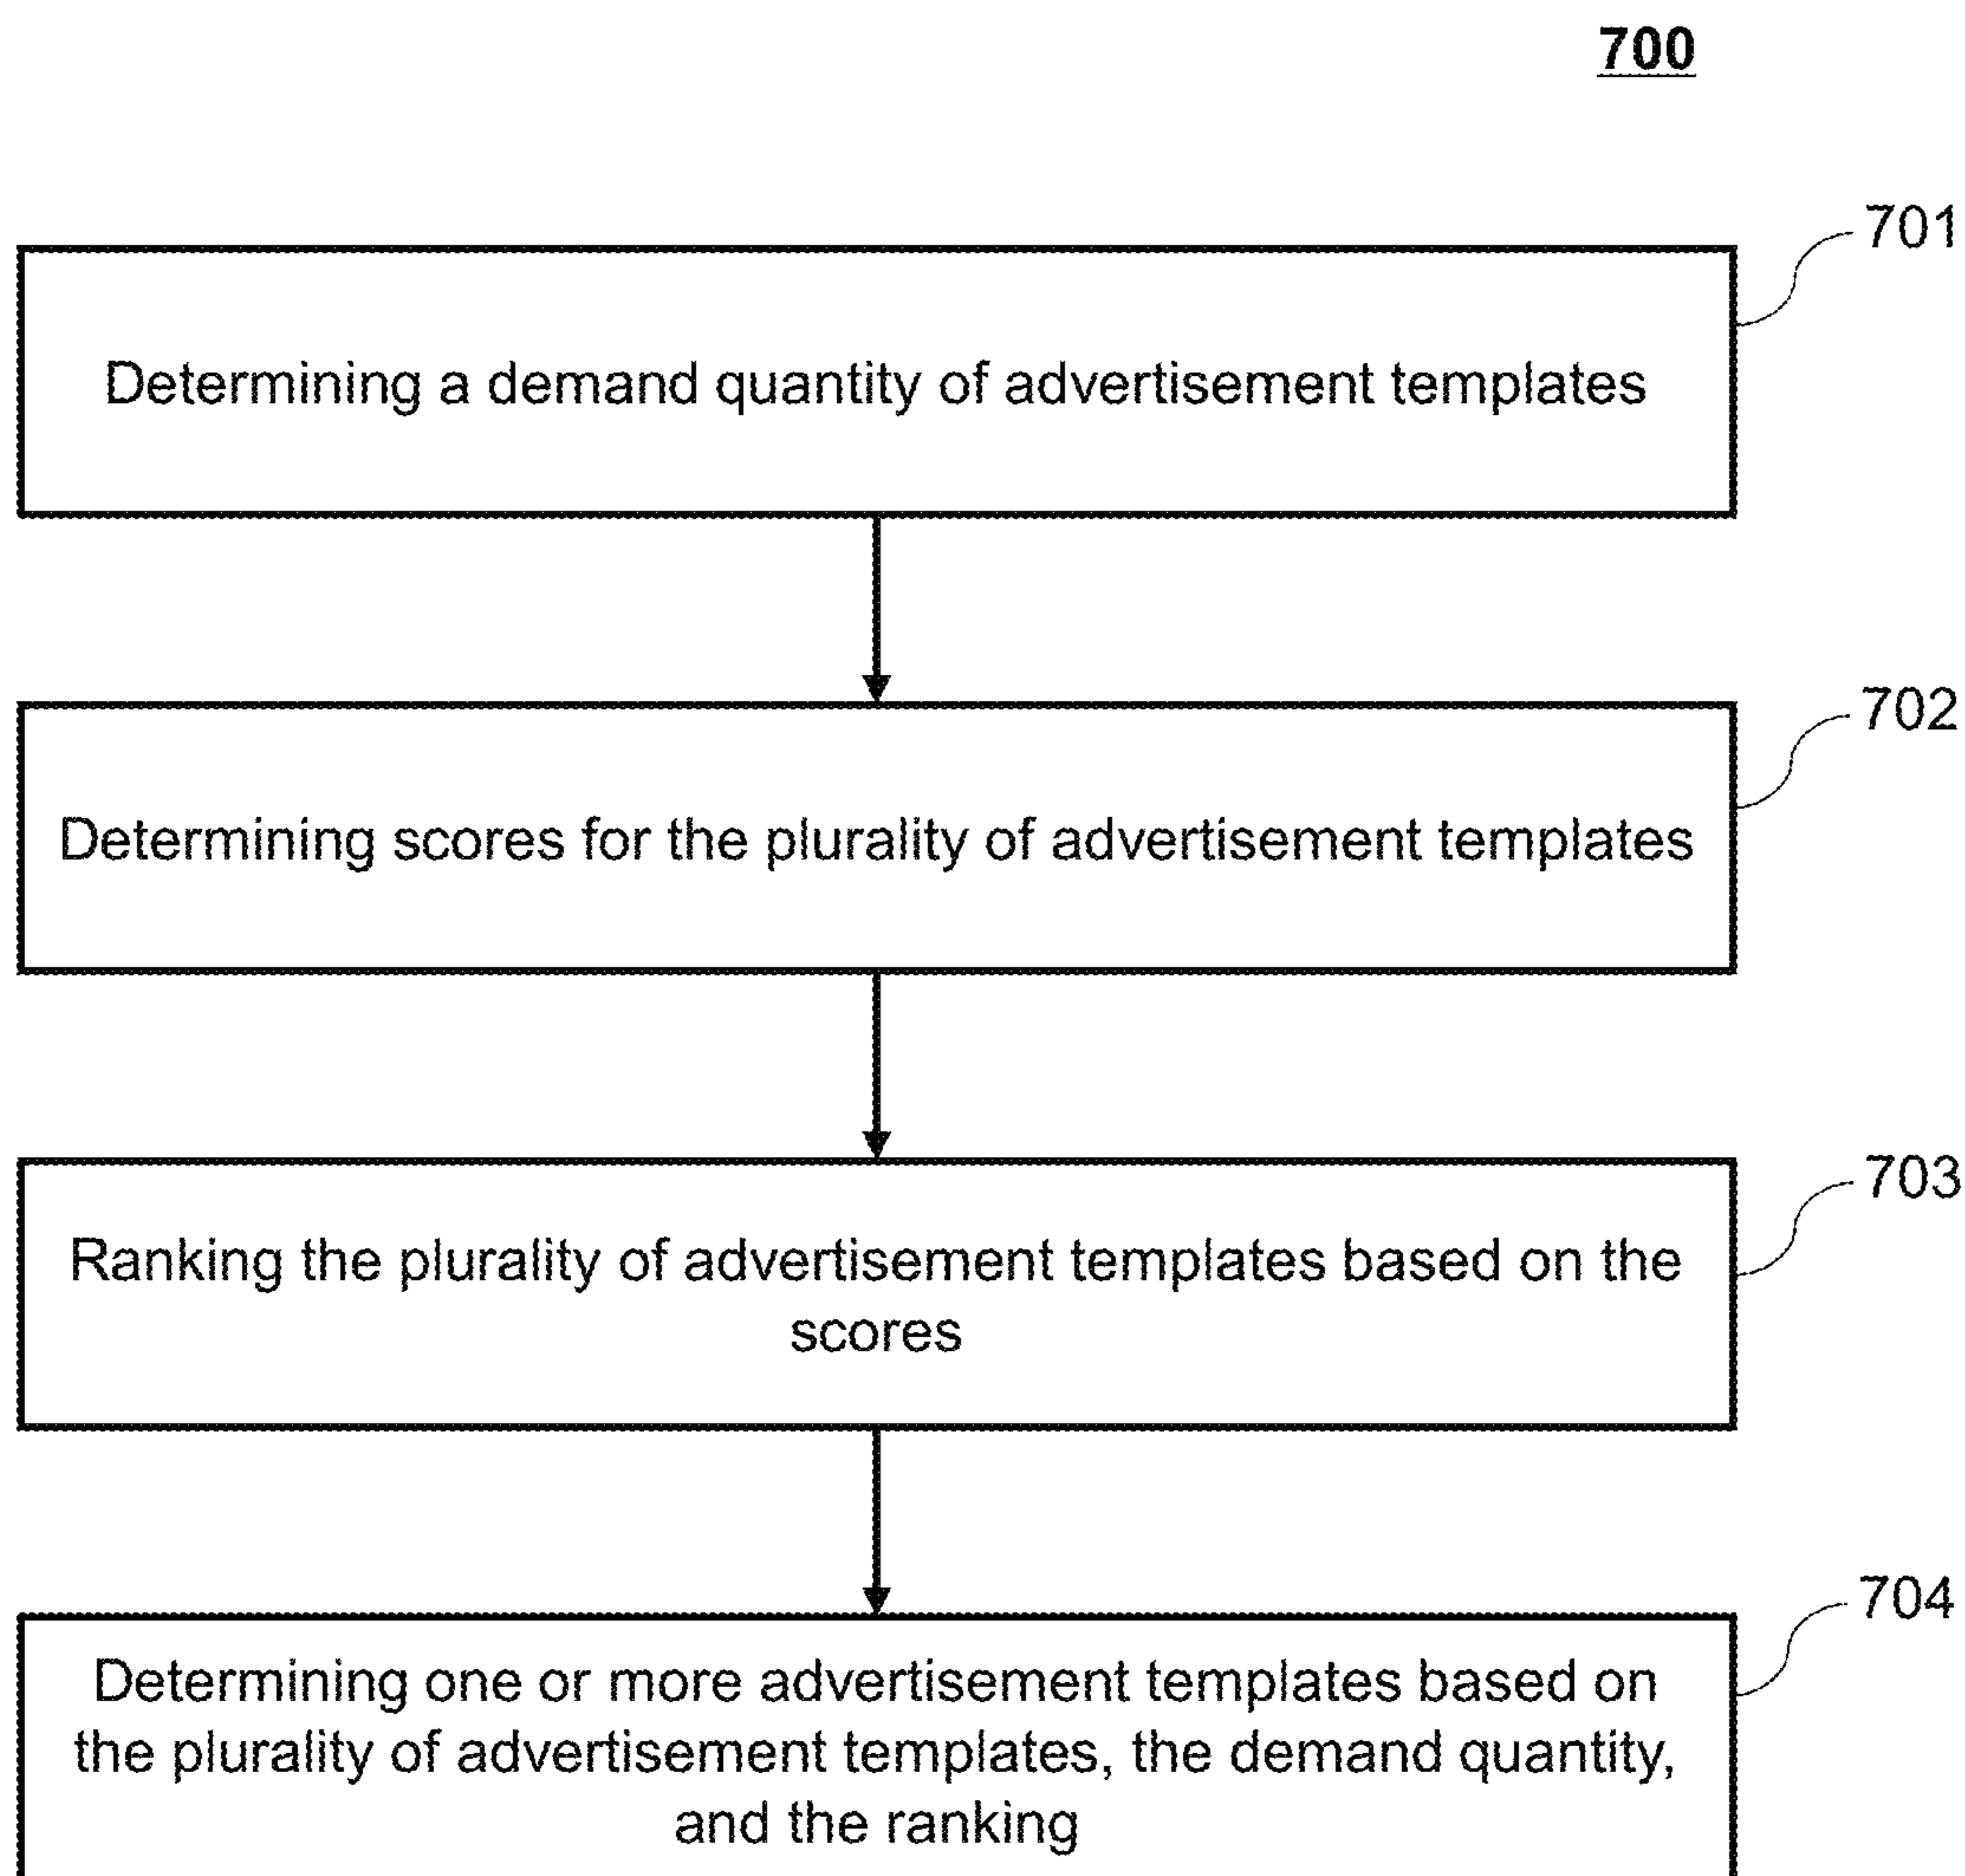 700
701
Determining a demand quantity of advertisement templates
702
Determining scores for the plurality of advertisement templates
703
Ranking the plurality of advertisement templates based on the
scores
704
Determining one or more advertisement templates based on
the plurality of advertisement templates, the demand quantity,
and the ranking